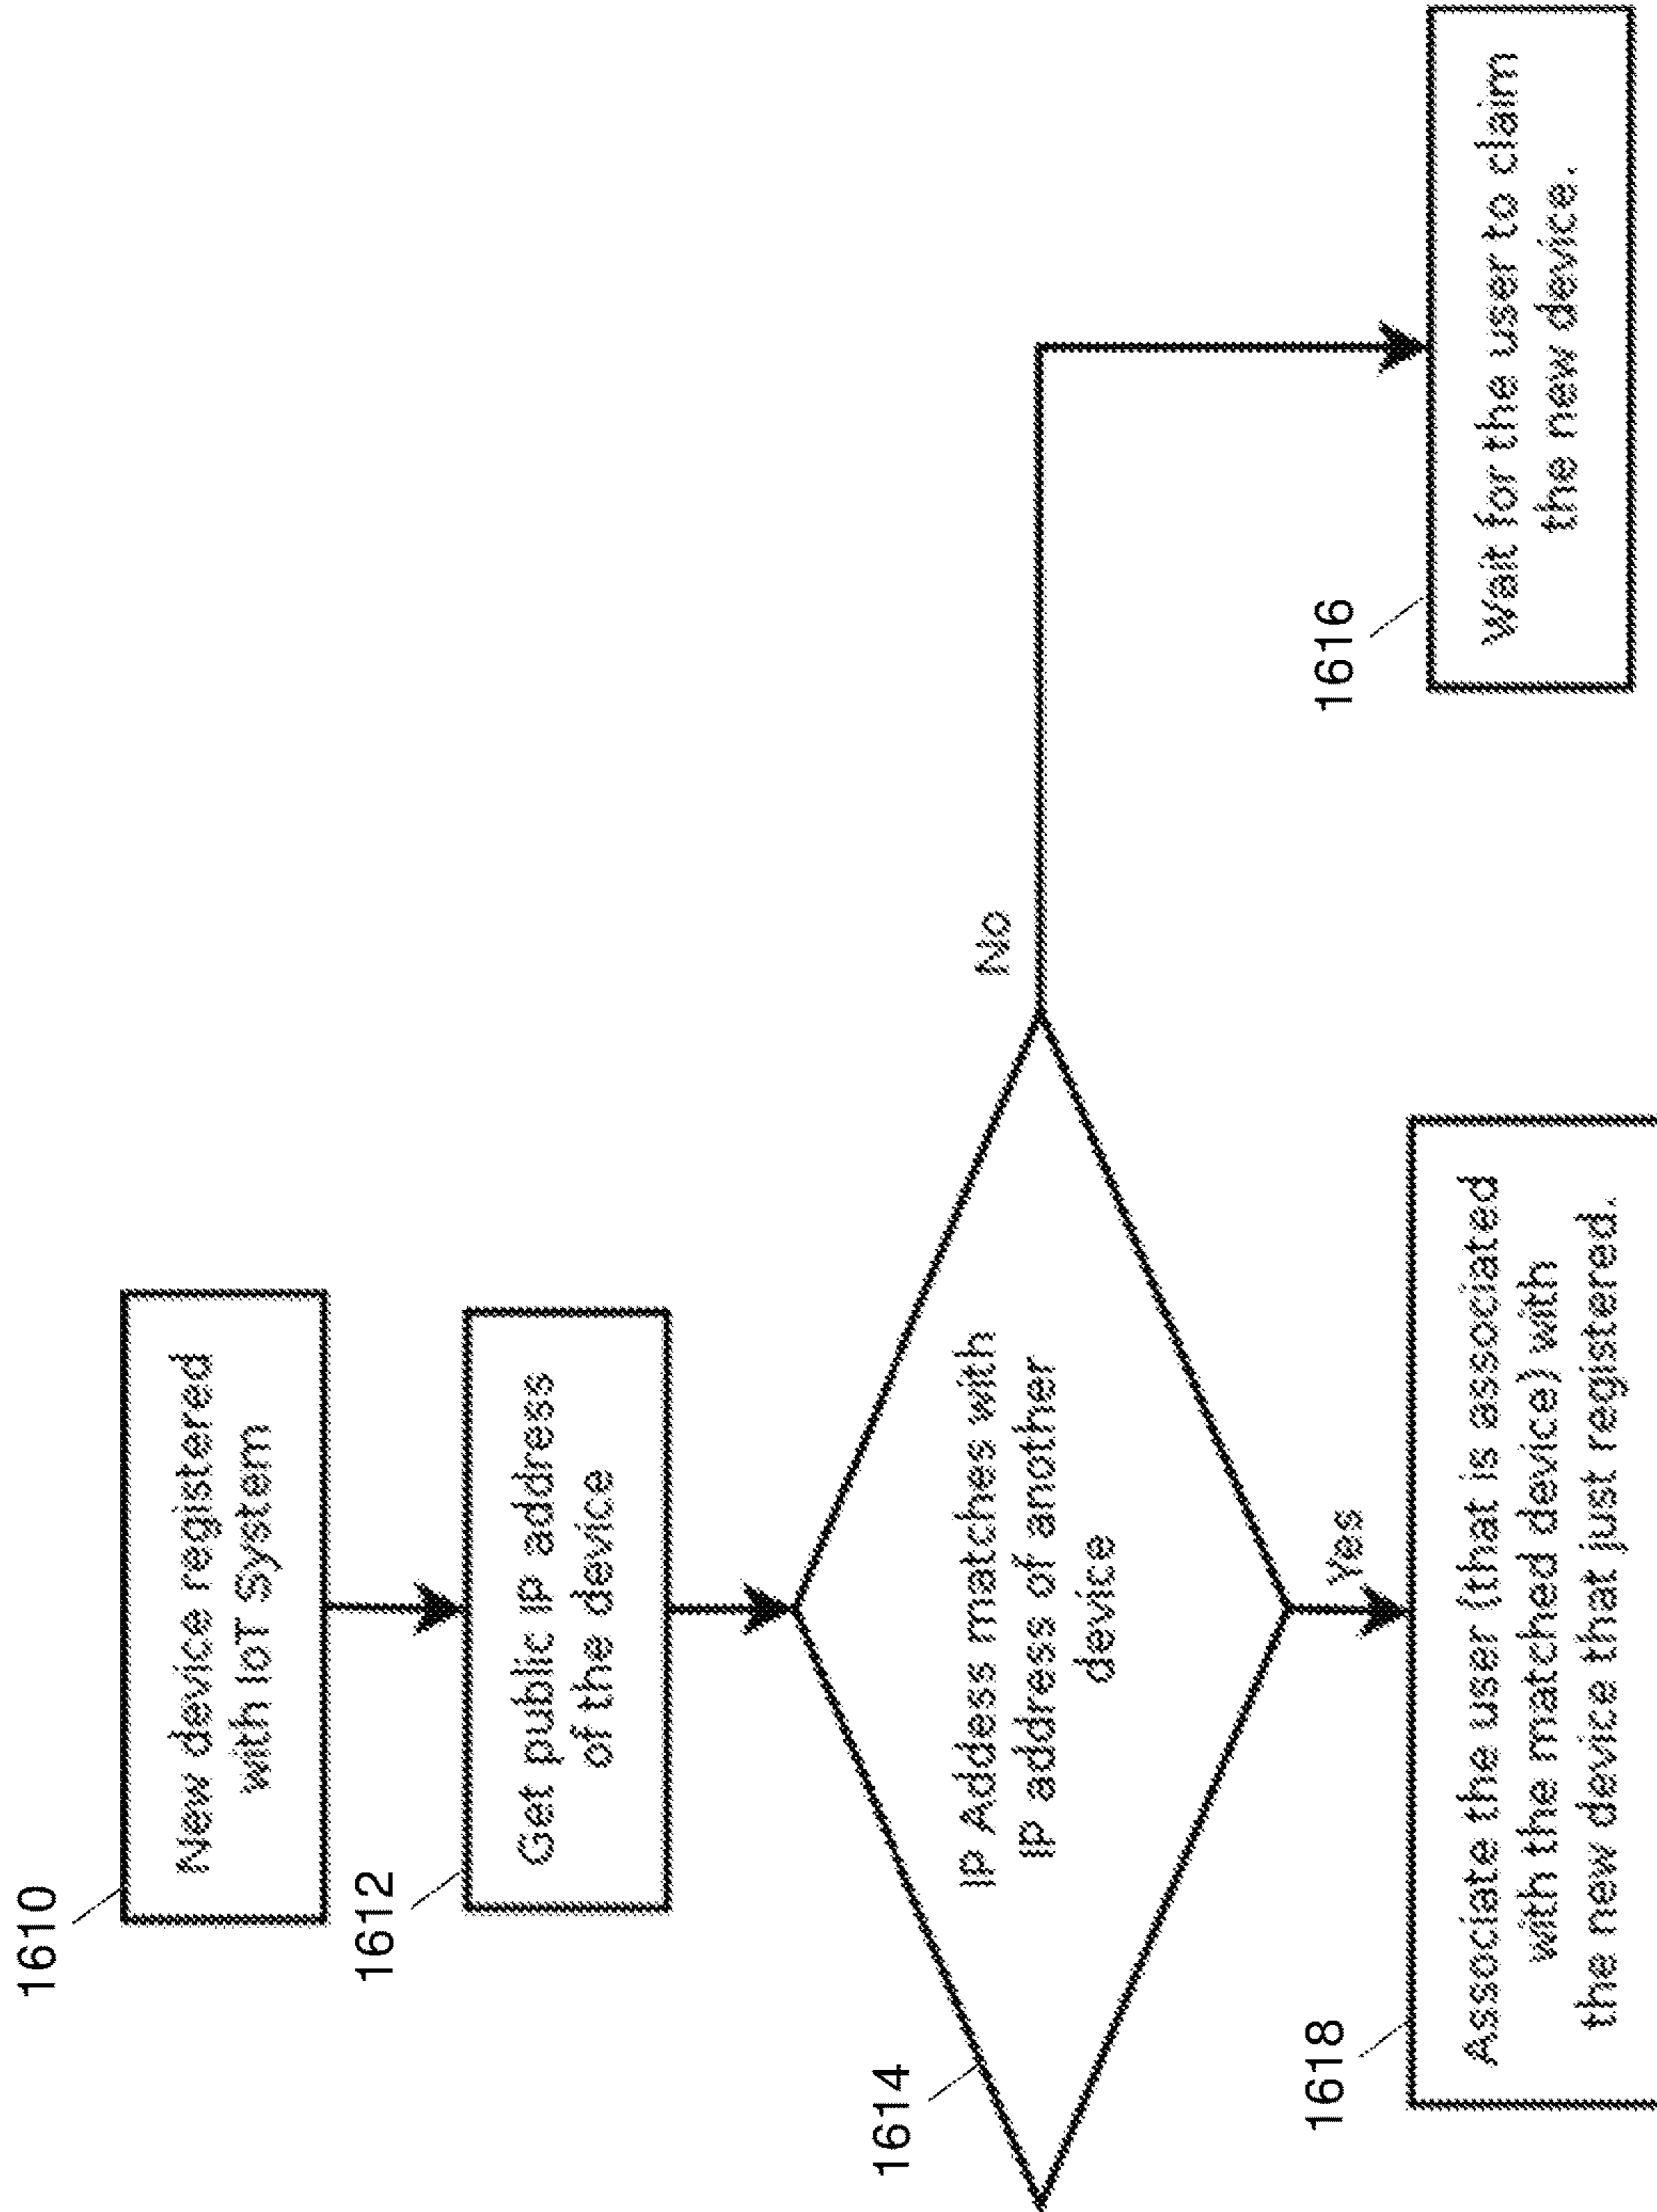 1610
New device registered
with IoT System
1612
Get public IP address
of the device
1614
IP Addess matches with
IP address of another
device
No
Yes
1616
Wait for the user to claim
the new device.
1618
Associate the user (that is associated
with the matched device) with
the new device that just registered.